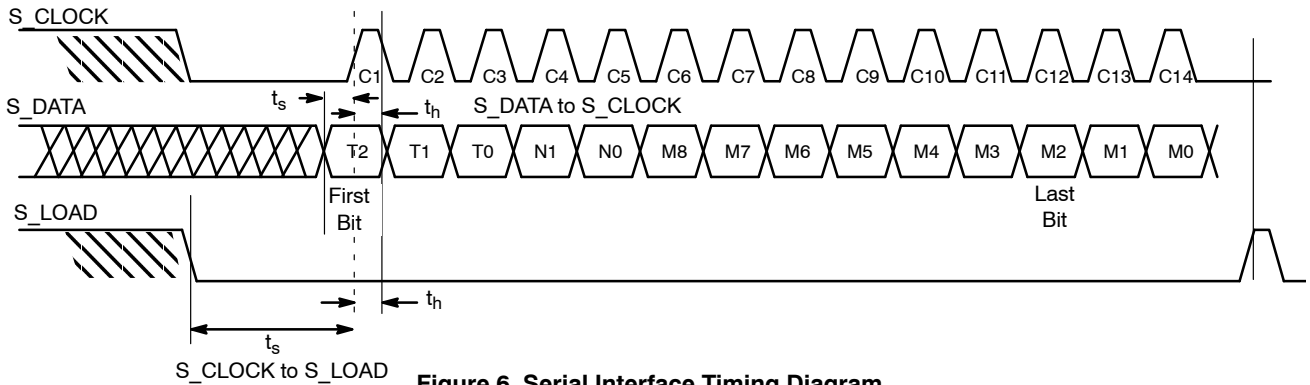 S_CLOCK
C1 C2 C3 C4 C5 C6 C7 C8 C9 C10 C11 C12 C13 C14
S_DATA
ts
th
S_DATA to S_CLOCK
T2 T1 T0 N1 N0 M8 M7 M6 M5 M4 M3 M2 M1 M0
First
Bit
Last
Bit
S_LOAD
th
ts
S_CLOCK to S_LOAD
Figure 6. Serial Interface Timing Diagram